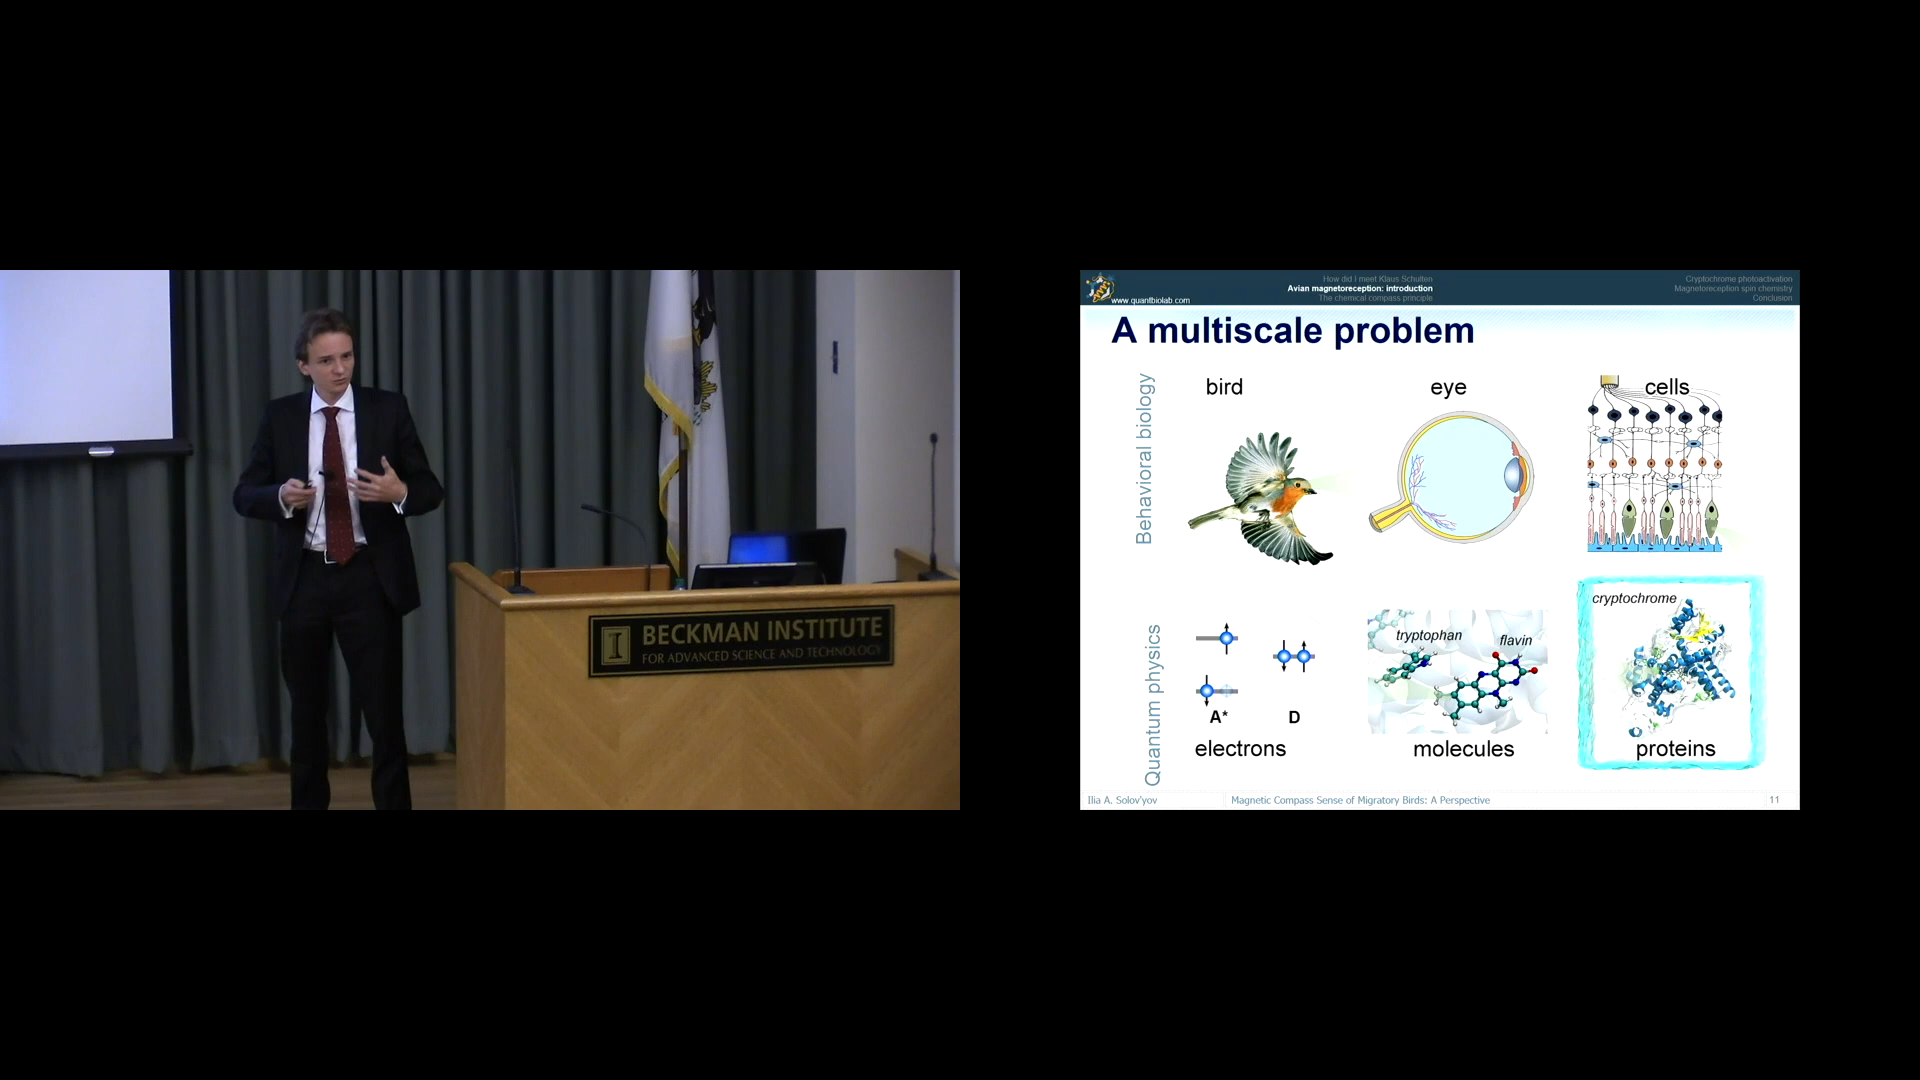 BECKMAN INSTITUTE
FOR ADVANCED SCIENCE AND TECHNOLOGY
www.quantbiolab.com
How did I meet Klaus Schulten
Avian magnetoreception: introduction
The chemical compass principle
Cryptochrome photoactivation
Magnetoreception spin chemistry
Conclusion
A multiscale problem
Behavioral biology
bird
eye
cells
Quantum physics
A*
D
electrons
tryptophan
flavin
molecules
cryptochrome
proteins
Ilia A. Solov'yov
Magnetic Compass Sense of Migratory Birds: A Perspective
11